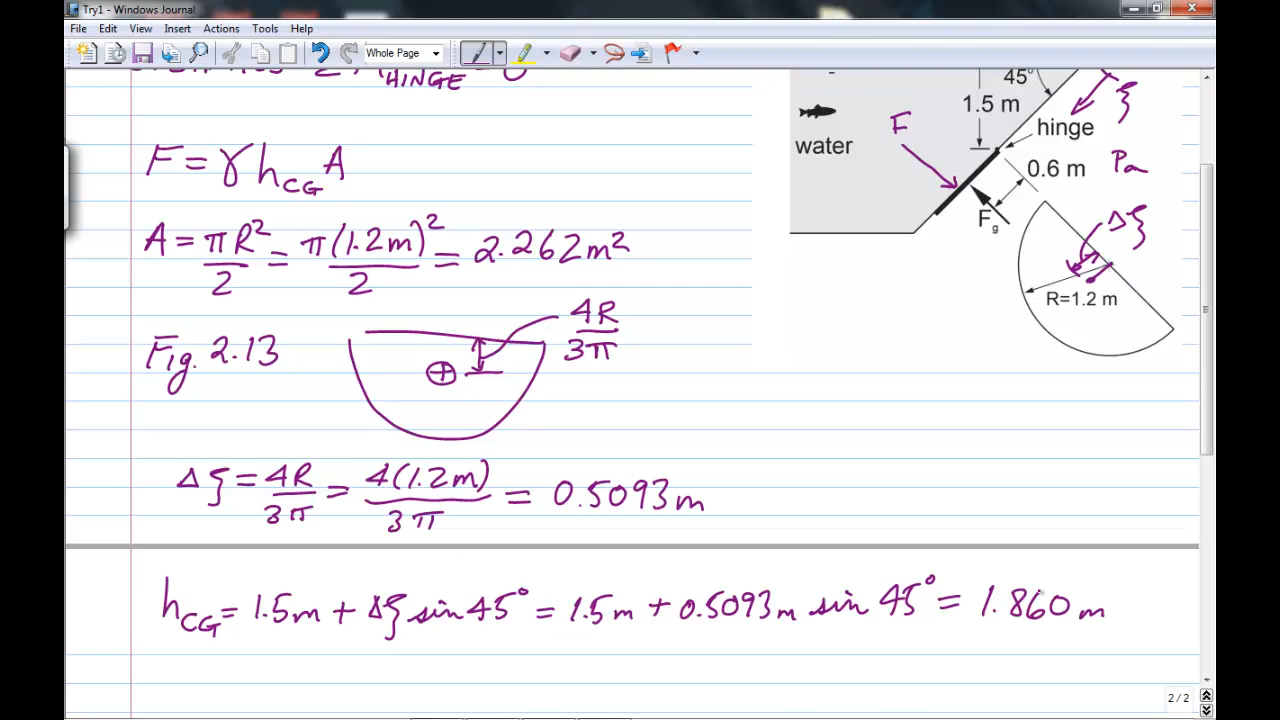 Try1 - Windows Journal
File Edit View Insert Actions Tools Help
Whole Page
HINGE
F = γ h_CG A
A = πR²/2 = π(1.2m)²/2 = 2.262 m²
Fig. 2.13
4R/3π
Δξ = 4R/3π = 4(1.2m)/3π = 0.5093 m
h_CG = 1.5m + Δξ sin 45° = 1.5m + 0.5093m sin 45° = 1.860 m
45°
1.5 m
ξ
F
hinge
water
0.6 m
Pa
F_g
Δξ
R=1.2 m
2 / 2